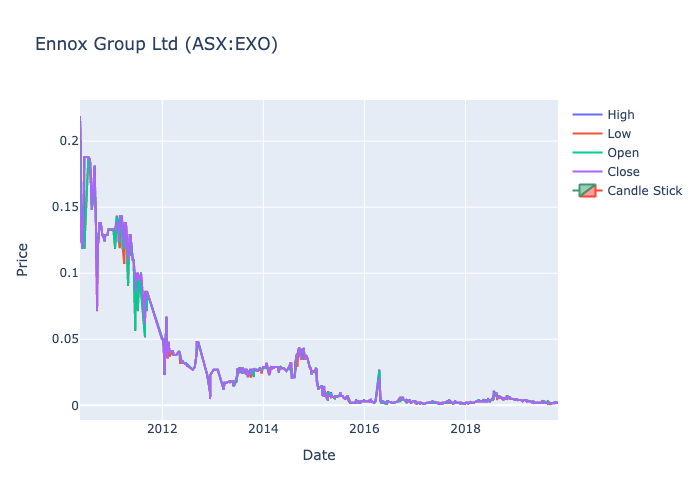 Ennox Group Ltd (ASX:EXO)
High
Low
Open
Close
Candle Stick
Price
0.2
0.15
0.1
0.05
0
2012 2014 2016 2018
Date